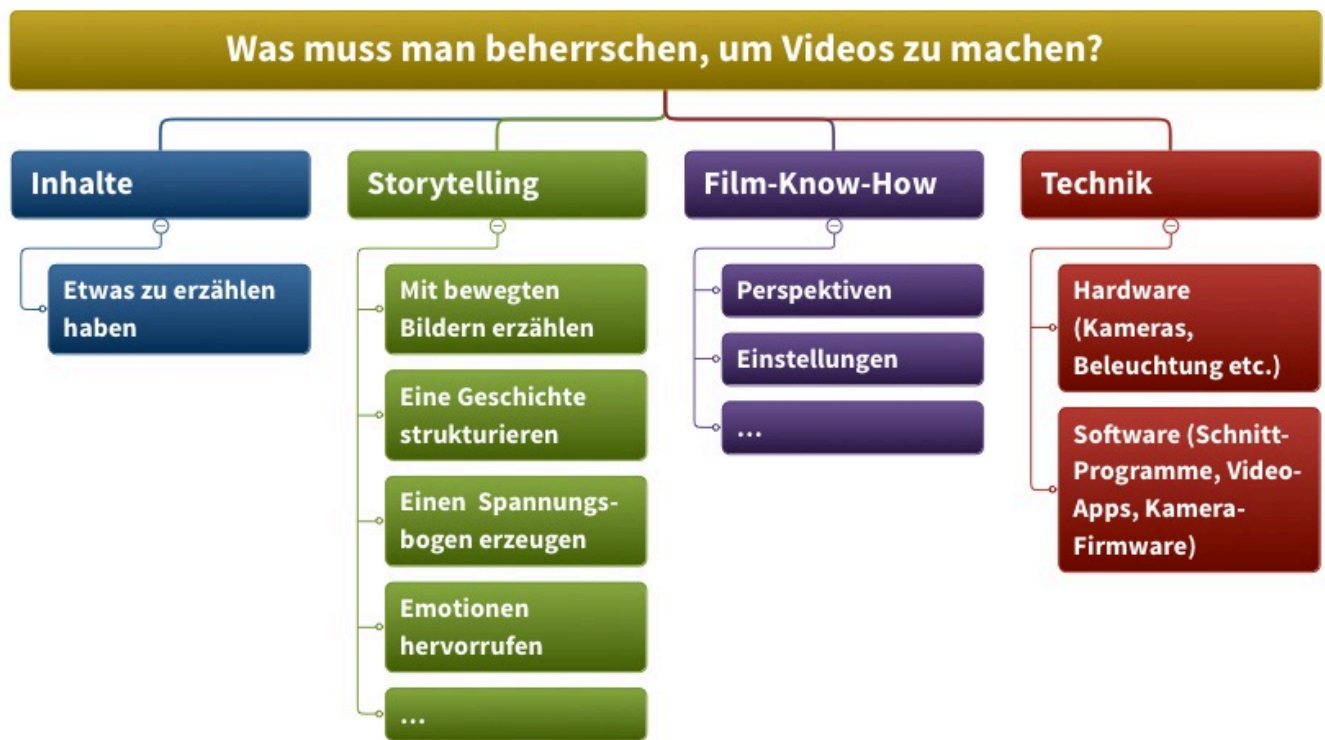 Was muss man beherrschen, um Videos zu machen?
Inhalte
Etwas zu erzählen
haben
Storytelling
Mit bewegten
Bildern erzählen
Eine Geschichte
strukturieren
Einen Spannungs-
bogen erzeugen
Emotionen
hervorrufen
...
Film-Know-How
Perspektiven
Einstellungen
...
Technik
Hardware
(Kameras,
Beleuchtung etc.)
Software (Schnitt-
Programme, Video-
Apps, Kamera-
Firmware)